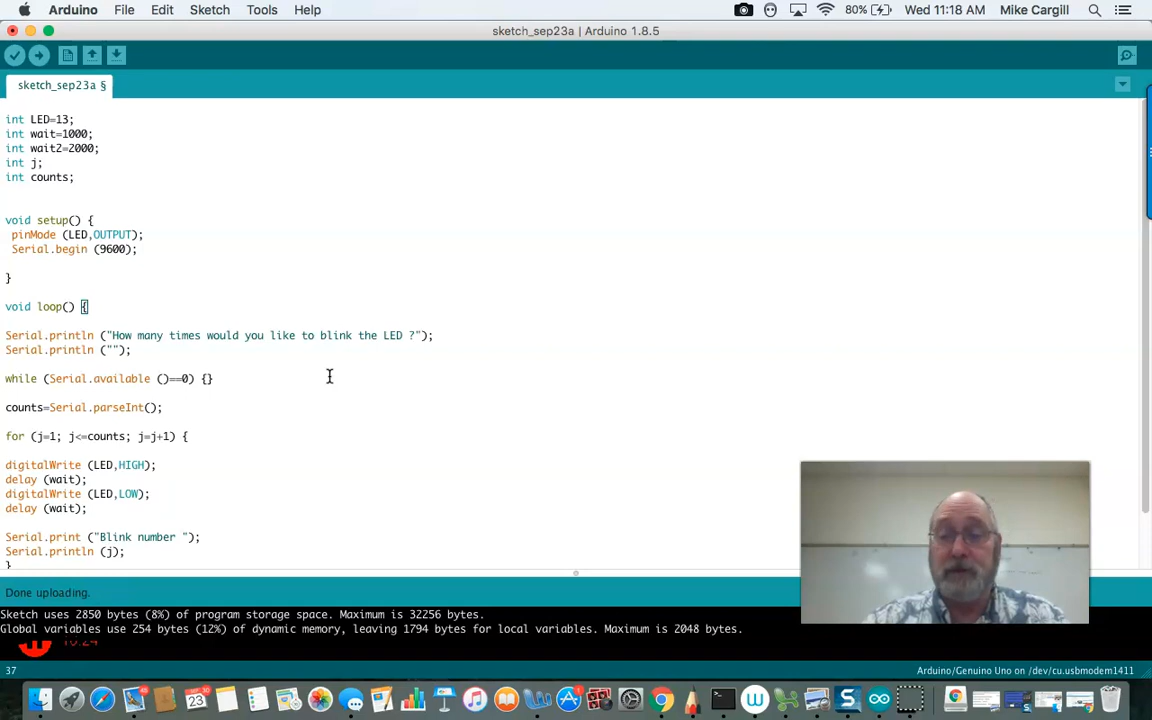 Arduino File Edit Sketch Tools Help 80% Wed 11:18 AM Mike Cargill
sketch_sep23a | Arduino 1.8.5
sketch_sep23a §
int LED=13;
int wait=1000;
int wait2=2000;
int j;
int counts;
void setup() {
pinMode (LED,OUTPUT);
Serial.begin (9600);
}
void loop() {
Serial.println ("How many times would you like to blink the LED ?");
Serial.println ("");
while (Serial.available ()==0) {}
counts=Serial.parseInt();
for (j=1; j<=counts; j=j+1) {
digitalWrite (LED,HIGH);
delay (wait);
digitalWrite (LED,LOW);
delay (wait);
Serial.print ("Blink number ");
Serial.println (j);
}
Done uploading.
Sketch uses 2850 bytes (8%) of program storage space. Maximum is 32256 bytes.
Global variables use 254 bytes (12%) of dynamic memory, leaving 1794 bytes for local variables. Maximum is 2048 bytes.
37 Arduino/Genuino Uno on /dev/cu.usbmodem1411